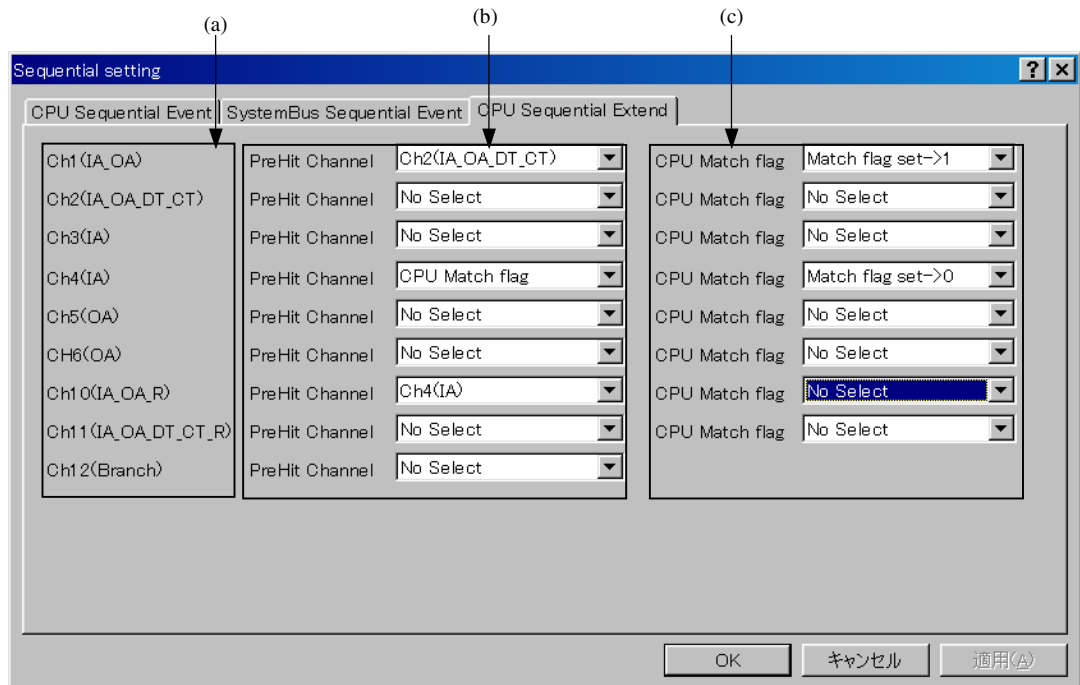 (a) (b) (c)
Sequential setting
CPU Sequential Event SystemBus Sequential Event CPU Sequential Extend
Ch1(IA_OA) PreHit Channel Ch2(IA_OA_DT_CT) CPU Match flag Match flag set->1
Ch2(IA_OA_DT_CT) PreHit Channel No Select CPU Match flag No Select
Ch3(IA) PreHit Channel No Select CPU Match flag No Select
Ch4(IA) PreHit Channel CPU Match flag CPU Match flag Match flag set->0
Ch5(OA) PreHit Channel No Select CPU Match flag No Select
CH6(OA) PreHit Channel No Select CPU Match flag No Select
Ch10(IA_OA_R) PreHit Channel Ch4(IA) CPU Match flag No Select
Ch11(IA_OA_DT_CT_R) PreHit Channel No Select CPU Match flag No Select
Ch12(Branch) PreHit Channel No Select
OK キャンセル 適用(A)